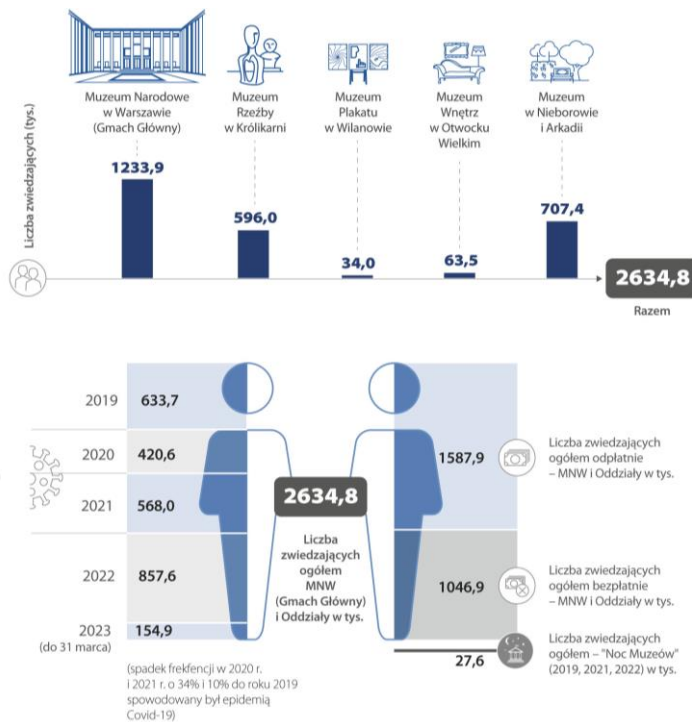 Muzeum Narodowe
w Warszawie
(Gmach Główny)
Muzeum
Rzeźby
w Królikarni
Muzeum
Plakatu
w Wilanowie
Muzeum
Wnętrz
w Otwocku
Wielkim
Muzeum
w Nieborowie
i Arkadii
Liczba zwiedzających (tys.)
1233,9
596,0
34,0
63,5
707,4
2634,8
Razem
2019
633,7
2020
420,6
2021
568,0
2022
857,6
2023
(do 31 marca)
154,9
(spadek frekfencji w 2020 r.
i 2021 r. o 34% i 10% do roku 2019
spowodowany był epidemią
Covid-19)
2634,8
Liczba
zwiedzających
ogółem
MNW
(Gmach Główny)
i Oddziały w tys.
1587,9
Liczba zwiedzających
ogółem odpłatnie
– MNW i Oddziały w tys.
1046,9
Liczba zwiedzających
ogółem bezpłatnie
– MNW i Oddziały w tys.
27,6
Liczba zwiedzających
ogółem – "Noc Muzeów"
(2019, 2021, 2022) w tys.